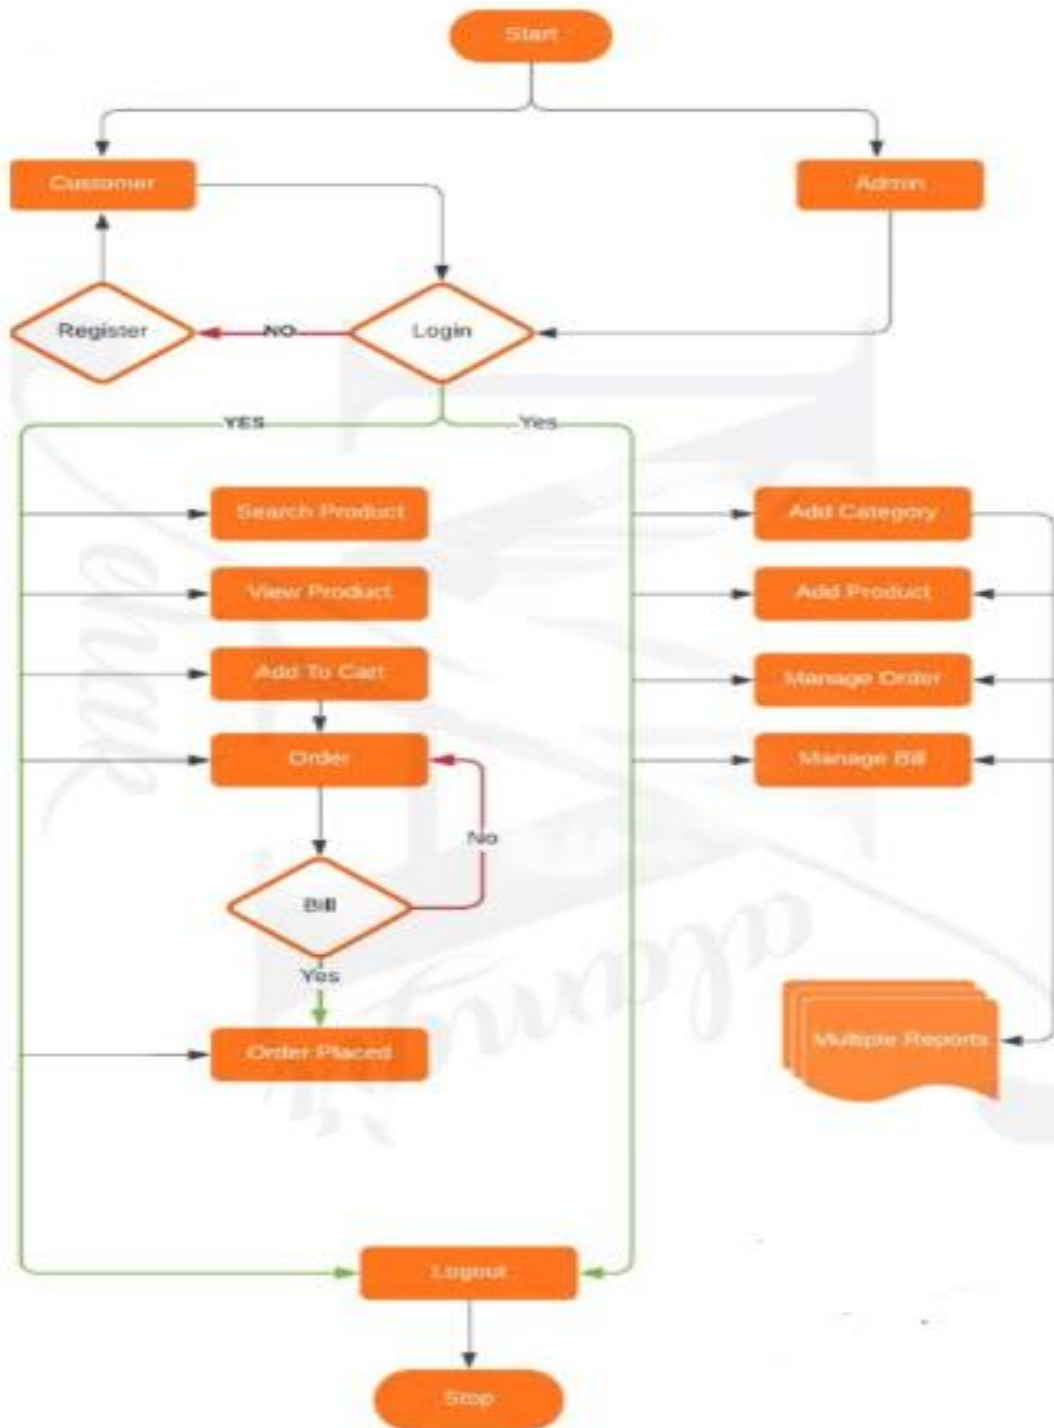 Start
Customer
Admin
Register
NO
Login
YES
Yes
Search Product
Add Category
View Product
Add Product
Add To Cart
Manage Order
Order
Manage Bill
No
Bill
Yes
Order Placed
Multiple Reports
Logout
Stop